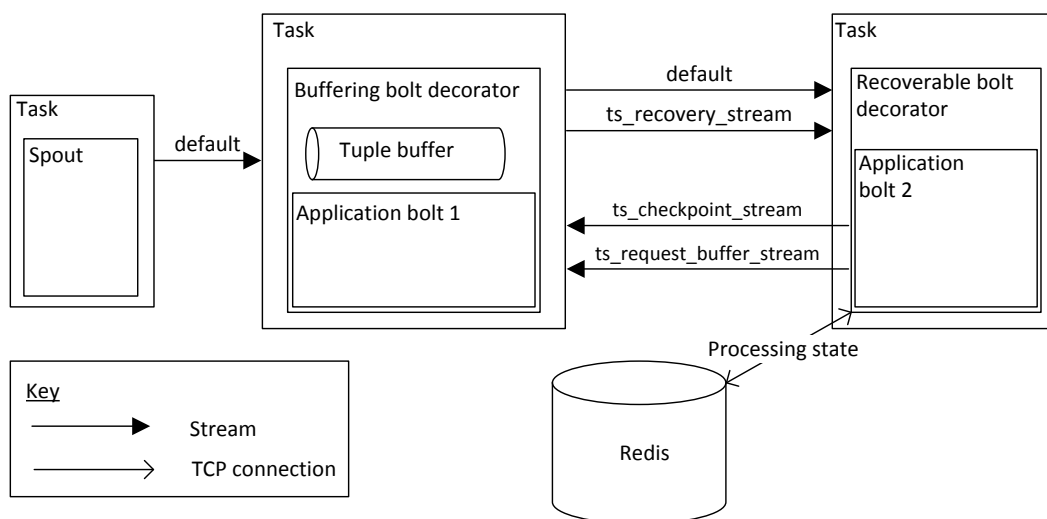 Task
Spout
default
Task
Buffering bolt decorator
Tuple buffer
Application bolt 1
default
ts_recovery_stream
ts_checkpoint_stream
ts_request_buffer_stream
Task
Recoverable bolt
decorator
Application
bolt 2
Processing state
Redis
Key
Stream
TCP connection